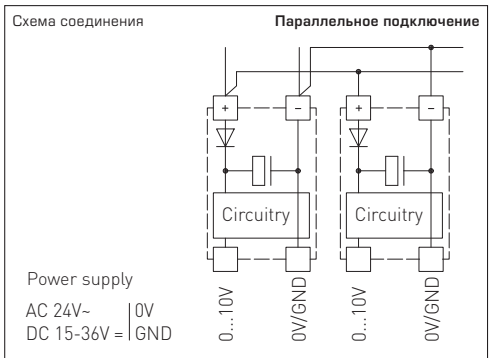 Схема соединения
Параллельное подключение
+
−
+
−
Circuitry
Circuitry
Power supply
AC 24V~ | 0V
DC 15-36V = | GND
0...10V
0V/GND
0...10V
0V/GND